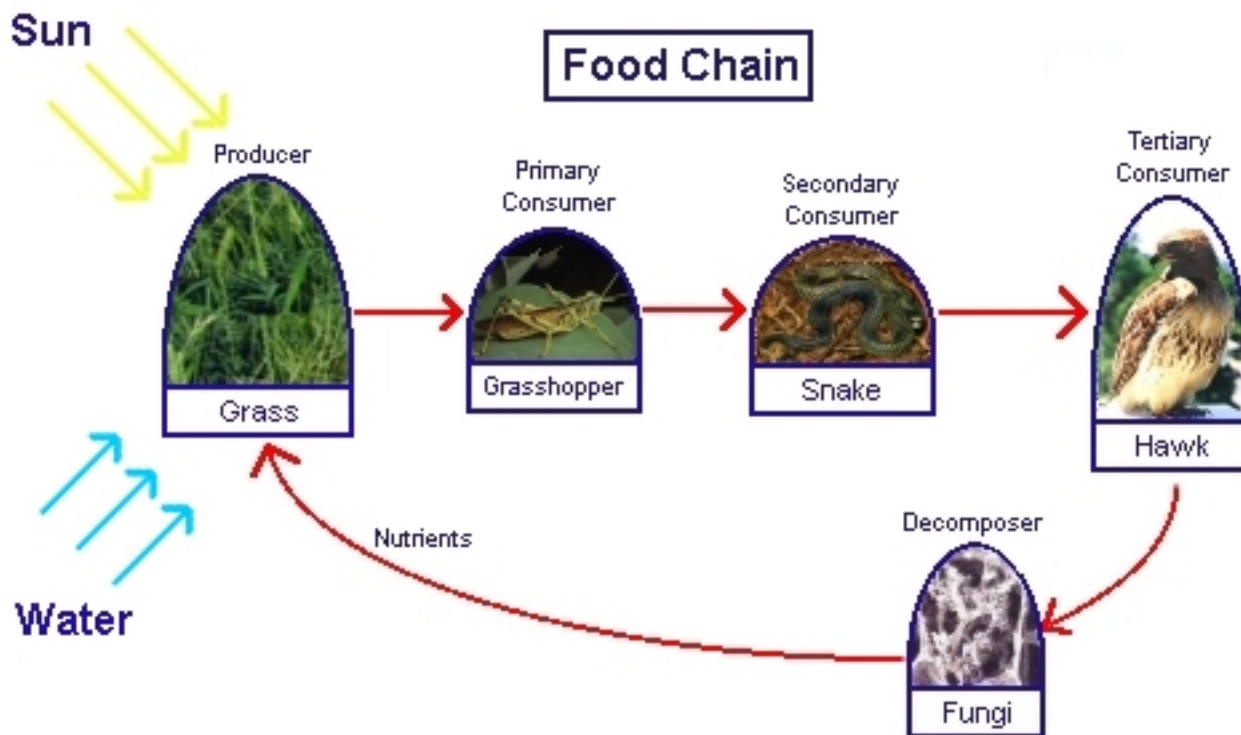 Sun
Food Chain
Producer
Primary
Consumer
Secondary
Consumer
Tertiary
Consumer
Grass
Grasshopper
Snake
Hawk
Nutrients
Decomposer
Water
Fungi